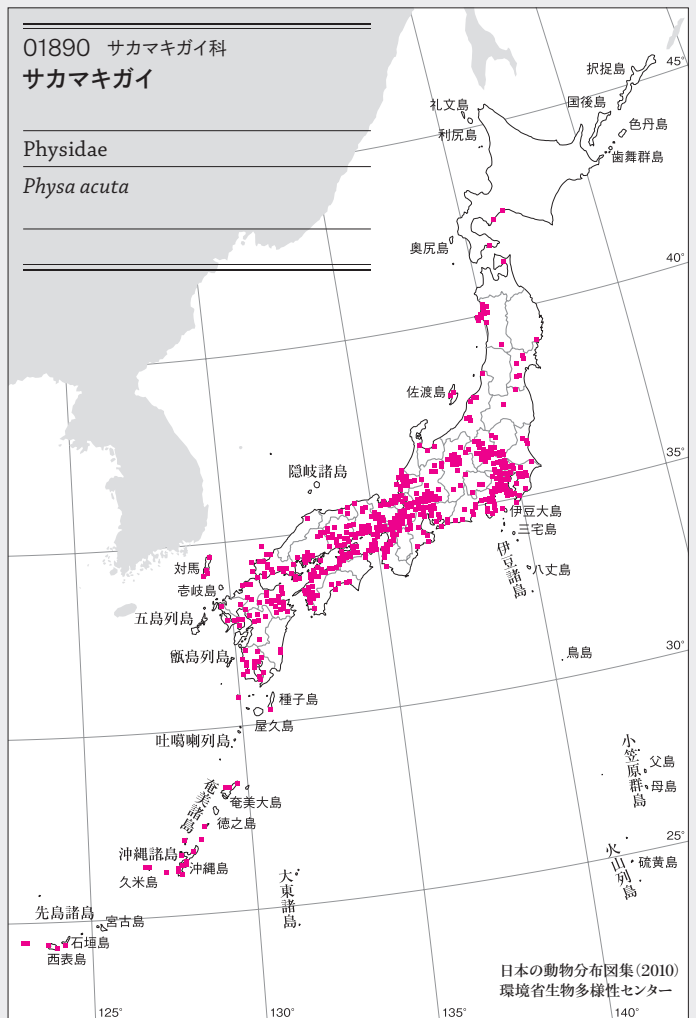 01890 サカマキガイ科
サカマキガイ
Physidae
Physa acuta
択捉島
45°
礼文島
国後島
利尻島
色丹島
歯舞群島
奥尻島
40°
佐渡島
35°
隠岐諸島
伊豆大島
三宅島
伊豆諸島
八丈島
対馬
壱岐島
五島列島
甑島列島
鳥島
30°
種子島
屋久島
吐噶喇列島
小笠原群島
父島
母島
奄美諸島
奄美大島
徳之島
25°
沖縄諸島
沖縄島
久米島
火山列島
硫黄島
大東諸島
先島諸島
宮古島
石垣島
西表島
日本の動物分布図集(2010)
環境省生物多様性センター
125°
130°
135°
140°